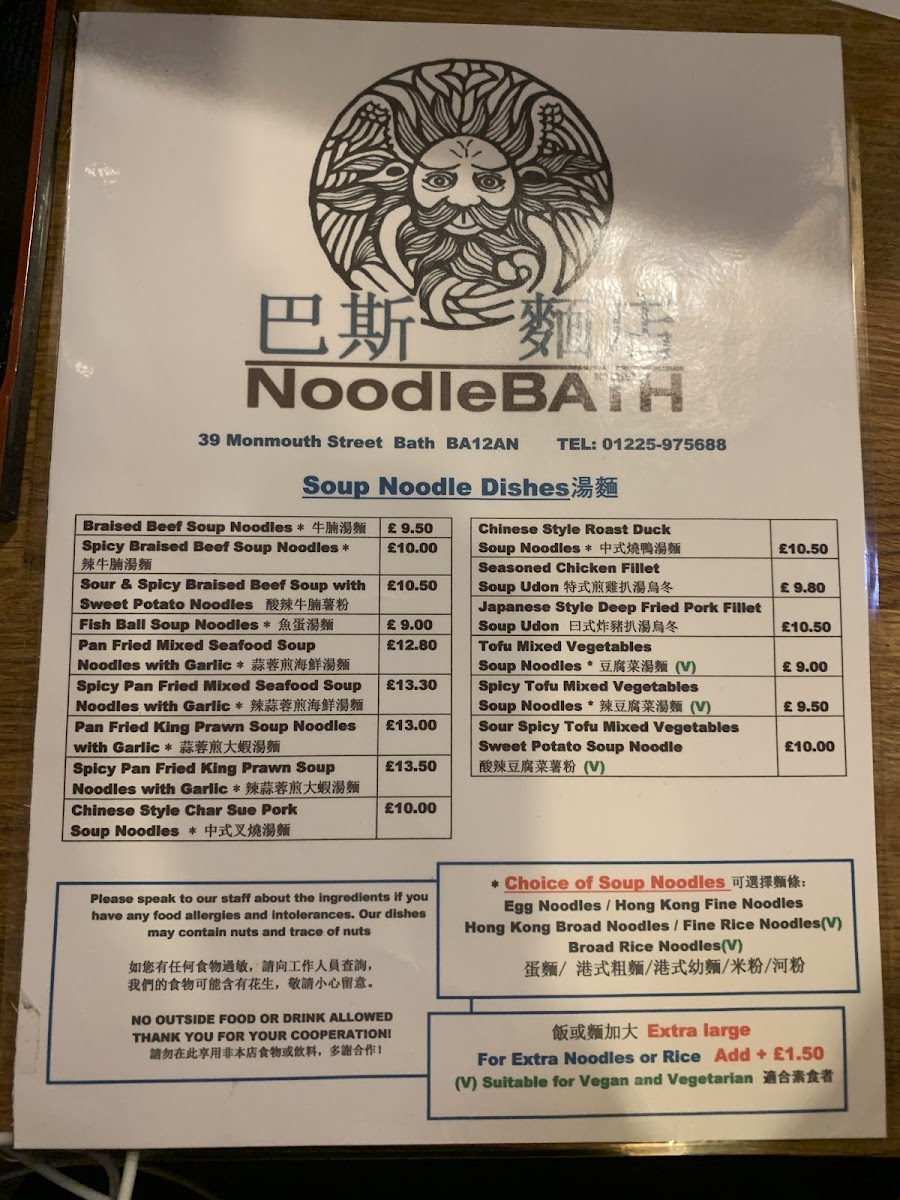 巴斯 麵店
NoodleBATH
39 Monmouth Street Bath BA12AN TEL: 01225-975688
Soup Noodle Dishes湯麵
Braised Beef Soup Noodles * 牛腩湯麵 £ 9.50
Spicy Braised Beef Soup Noodles * £10.00
辣牛腩湯麵
Sour & Spicy Braised Beef Soup with £10.50
Sweet Potato Noodles 酸辣牛腩薯粉
Fish Ball Soup Noodles * 魚蛋湯麵 £ 9.00
Pan Fried Mixed Seafood Soup £12.80
Noodles with Garlic * 蒜蓉煎海鮮湯麵
Spicy Pan Fried Mixed Seafood Soup £13.30
Noodles with Garlic * 辣蒜蓉煎海鮮湯麵
Pan Fried King Prawn Soup Noodles £13.00
with Garlic * 蒜蓉煎大蝦湯麵
Spicy Pan Fried King Prawn Soup £13.50
Noodles with Garlic * 辣蒜蓉煎大蝦湯麵
Chinese Style Char Sue Pork £10.00
Soup Noodles * 中式叉燒湯麵
Chinese Style Roast Duck
Soup Noodles * 中式燒鴨湯麵 £10.50
Seasoned Chicken Fillet
Soup Udon 特式煎雞扒湯烏冬 £ 9.80
Japanese Style Deep Fried Pork Fillet
Soup Udon 日式炸豬扒湯烏冬 £10.50
Tofu Mixed Vegetables
Soup Noodles * 豆腐菜湯麵 (V) £ 9.00
Spicy Tofu Mixed Vegetables
Soup Noodles * 辣豆腐菜湯麵 (V) £ 9.50
Sour Spicy Tofu Mixed Vegetables
Sweet Potato Soup Noodle £10.00
酸辣豆腐菜薯粉 (V)
Please speak to our staff about the ingredients if you
have any food allergies and intolerances. Our dishes
may contain nuts and trace of nuts
如您有任何食物過敏，請向工作人員查詢，
我們的食物可能含有花生，敬請小心留意。
NO OUTSIDE FOOD OR DRINK ALLOWED
THANK YOU FOR YOUR COOPERATION!
請勿在此享用非本店食物或飲料，多謝合作！
* Choice of Soup Noodles 可選擇麵條:
Egg Noodles / Hong Kong Fine Noodles
Hong Kong Broad Noodles / Fine Rice Noodles(V)
Broad Rice Noodles(V)
蛋麵/ 港式粗麵/港式幼麵/米粉/河粉
飯或麵加大 Extra large
For Extra Noodles or Rice Add + £1.50
(V) Suitable for Vegan and Vegetarian 適合素食者